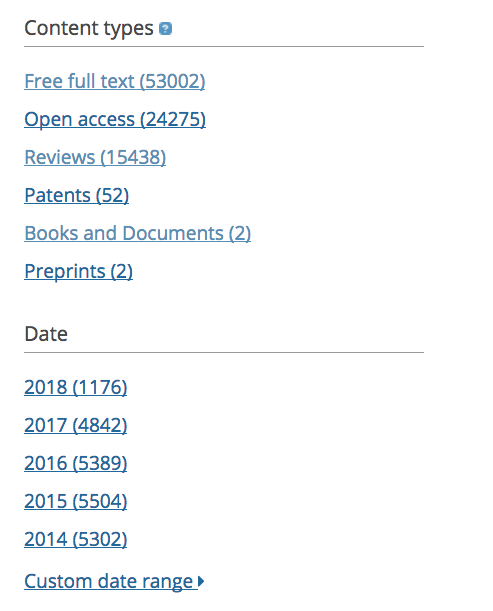 Content types ?
Free full text (53002)
Open access (24275)
Reviews (15438)
Patents (52)
Books and Documents (2)
Preprints (2)
Date
2018 (1176)
2017 (4842)
2016 (5389)
2015 (5504)
2014 (5302)
Custom date range